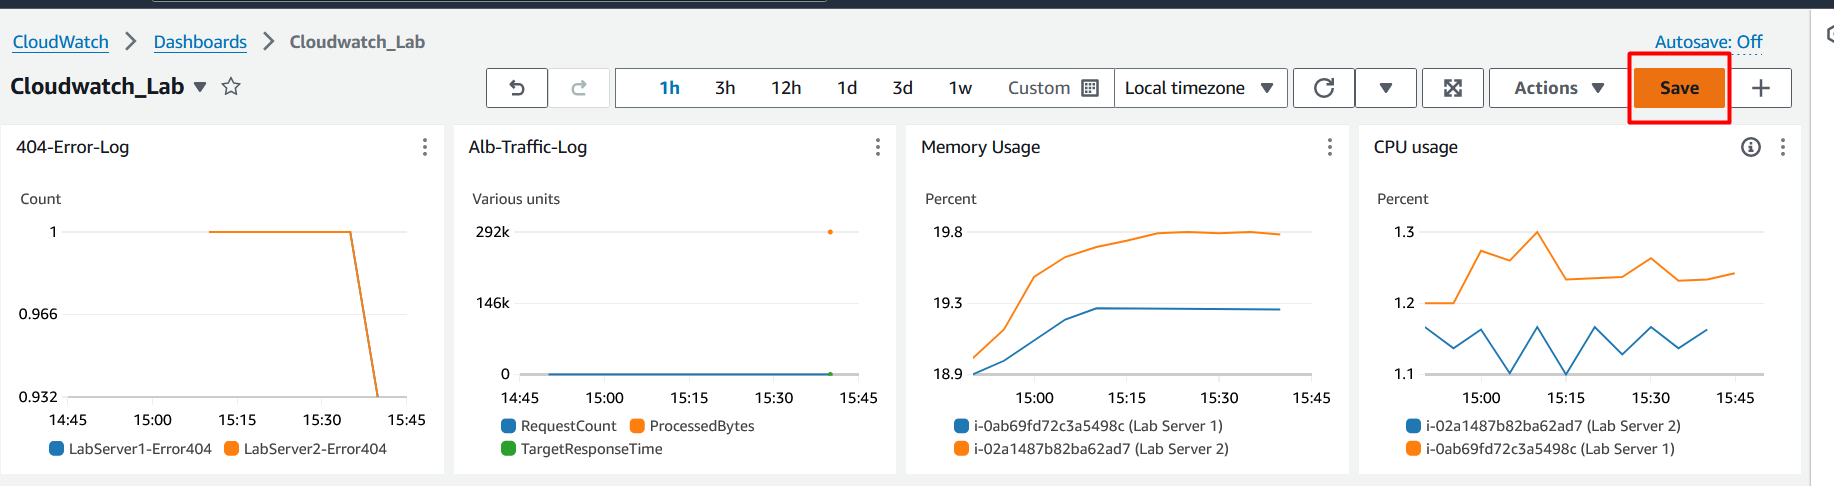 CloudWatch > Dashboards > Cloudwatch_Lab
Autosave: Off
Cloudwatch_Lab
1h 3h 12h 1d 3d 1w Custom Local timezone Actions Save +
404-Error-Log
Count
1
0.966
0.932
14:45 15:00 15:15 15:30 15:45
LabServer1-Error404 LabServer2-Error404
Alb-Traffic-Log
Various units
292k
146k
0
14:45 15:00 15:15 15:30 15:45
RequestCount ProcessedBytes
TargetResponseTime
Memory Usage
Percent
19.8
19.3
18.9
15:00 15:15 15:30 15:45
i-0ab69fd72c3a5498c (Lab Server 1)
i-02a1487b82ba62ad7 (Lab Server 2)
CPU usage
Percent
1.3
1.2
1.1
15:00 15:15 15:30 15:45
i-02a1487b82ba62ad7 (Lab Server 2)
i-0ab69fd72c3a5498c (Lab Server 1)